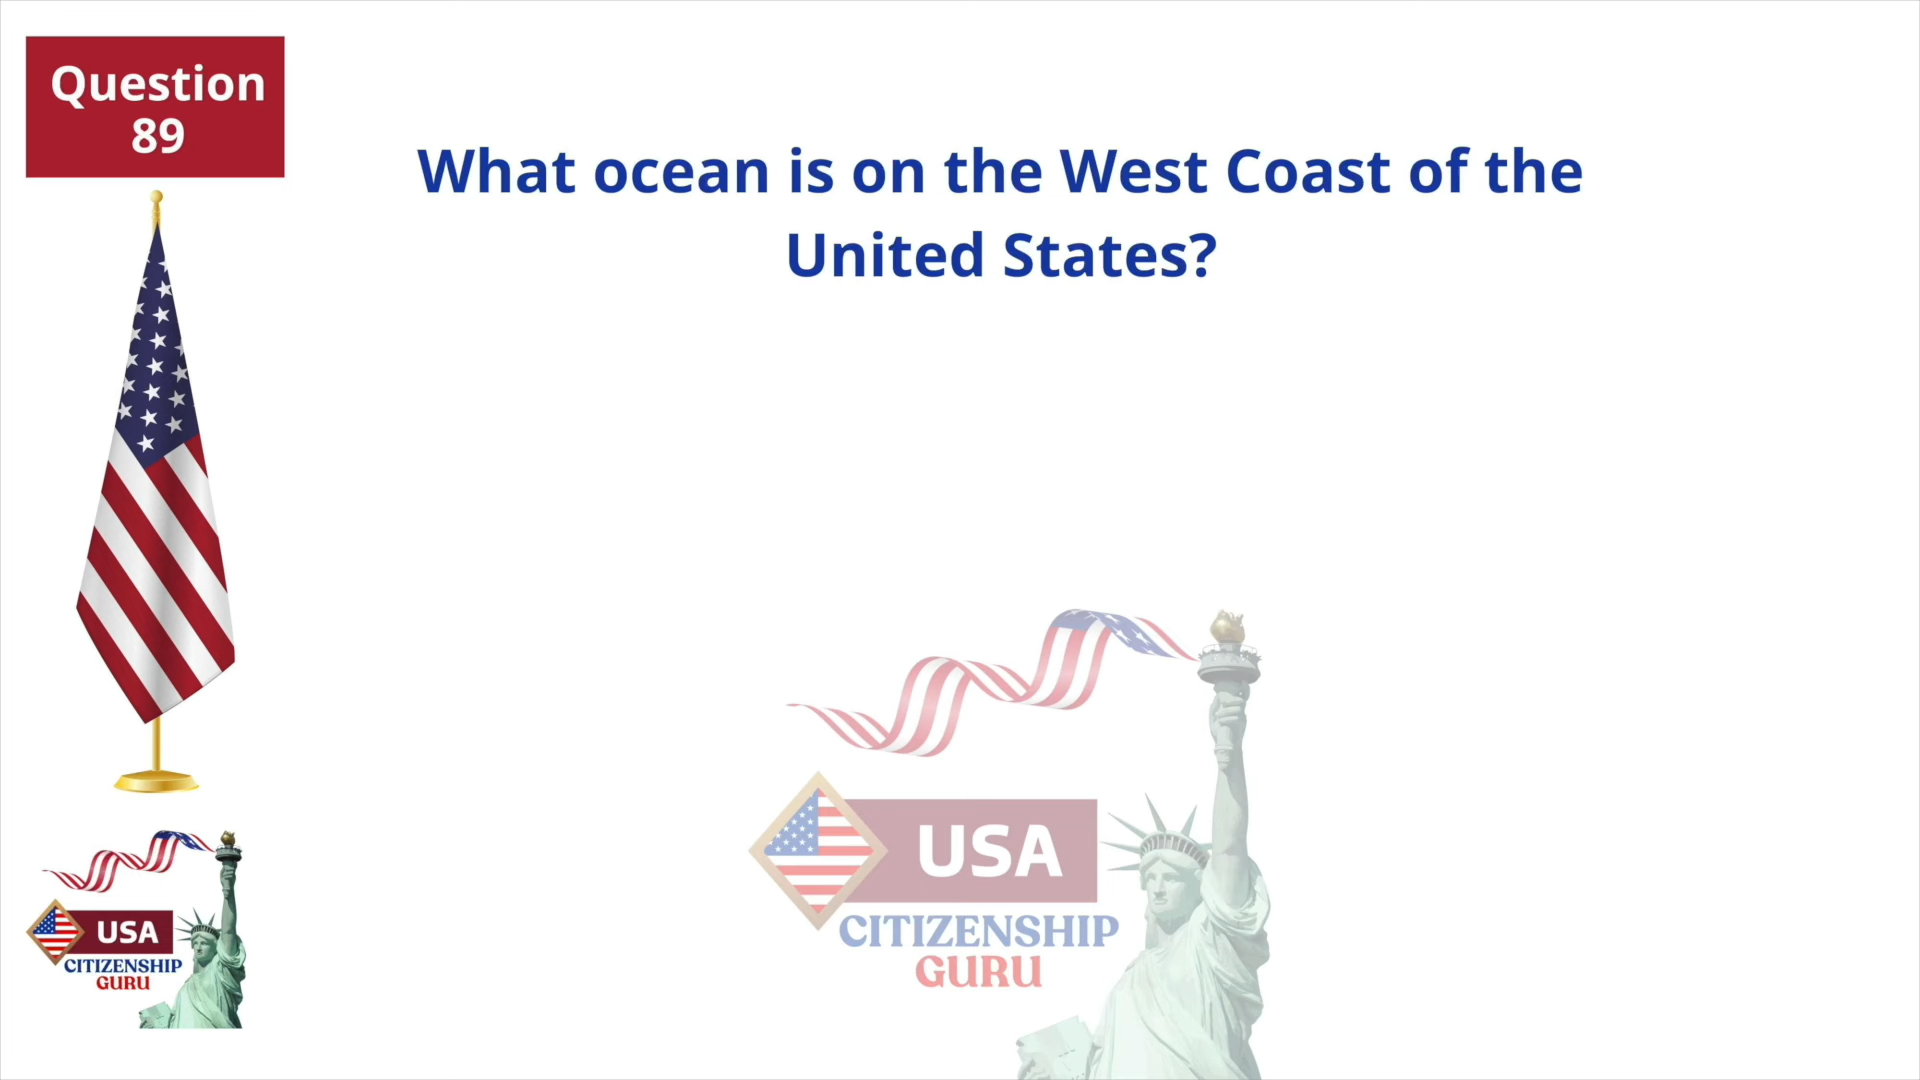 Question
89
What ocean is on the West Coast of the
United States?
USA
CITIZENSHIP
GURU
USA
CITIZENSHIP
GURU